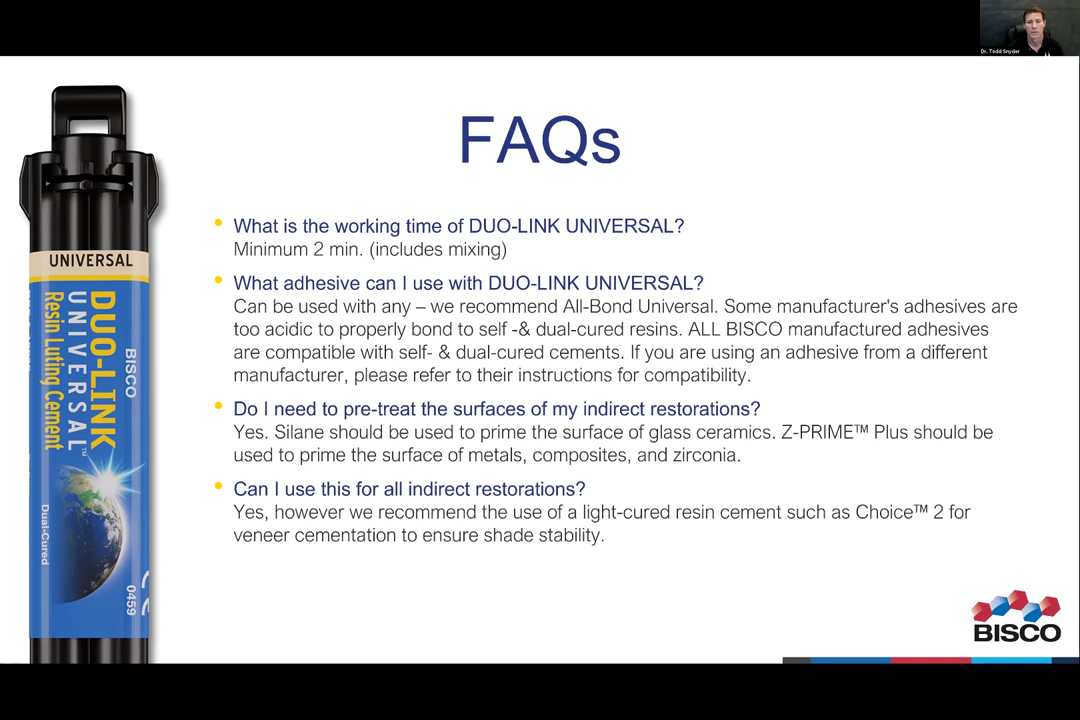 Dr. Todd Snyder
FAQs
• What is the working time of DUO-LINK UNIVERSAL?
Minimum 2 min. (includes mixing)
• What adhesive can I use with DUO-LINK UNIVERSAL?
Can be used with any – we recommend All-Bond Universal. Some manufacturer's adhesives are
too acidic to properly bond to self -& dual-cured resins. ALL BISCO manufactured adhesives
are compatible with self- & dual-cured cements. If you are using an adhesive from a different
manufacturer, please refer to their instructions for compatibility.
• Do I need to pre-treat the surfaces of my indirect restorations?
Yes. Silane should be used to prime the surface of glass ceramics. Z-PRIME™ Plus should be
used to prime the surface of metals, composites, and zirconia.
• Can I use this for all indirect restorations?
Yes, however we recommend the use of a light-cured resin cement such as Choice™ 2 for
veneer cementation to ensure shade stability.
UNIVERSAL
BISCO
DUO-LINK
UNIVERSAL™
Resin Luting Cement
Dual-Cured
CE
0459
BISCO